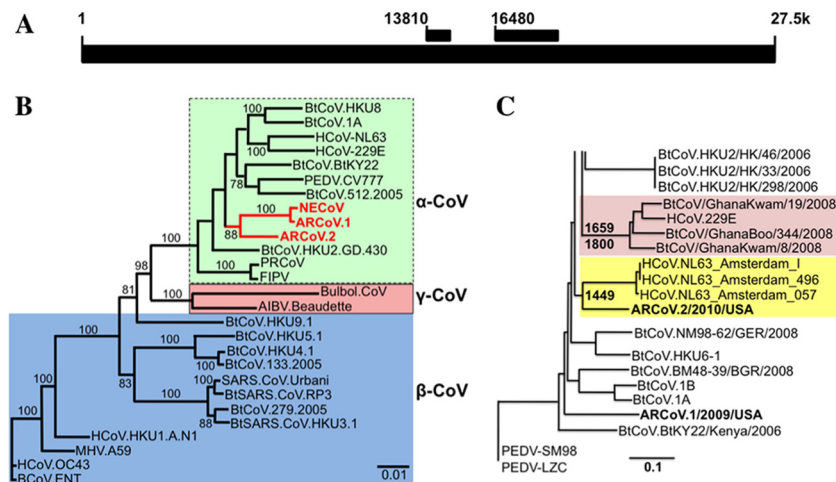 A
1
13810
16480
27.5k
B
100
BtCoV.HKU8
BtCoV.1A
HCoV-NL63
100
HCoV-229E
BtCoV.BtKY22
78
PEDV.CV777
BtCoV.512.2005
100
NECoV
ARCoV.1
88
ARCoV.2
100
BtCoV.HKU2.GD.430
PRCoV
FIPV
α-CoV
98
Bulbol.CoV
100
AIBV.Beaudette
γ-CoV
81
BtCoV.HKU9.1
BtCoV.HKU5.1
100
100
BtCoV.HKU4.1
100
BtCoV.133.2005
83
100
SARS.CoV.Urbani
100
BtSARS.CoV.RP3
BtCoV.279.2005
88
BtSARS.CoV.HKU3.1
β-CoV
100
100
HCoV.HKU1.A.N1
MHV.A59
HCoV.OC43
BCoV.ENT
0.01
C
BtCoV.HKU2/HK/46/2006
BtCoV.HKU2/HK/33/2006
BtCoV.HKU2/HK/298/2006
BtCoV/GhanaKwam/19/2008
HCoV.229E
1659
BtCoV/GhanaBoo/344/2008
1800
BtCoV/GhanaKwam/8/2008
HCoV.NL63_Amsterdam_I
HCoV.NL63_Amsterdam_496
1449
HCoV.NL63_Amsterdam_057
ARCoV.2/2010/USA
BtCoV.NM98-62/GER/2008
BtCoV.HKU6-1
BtCoV.BM48-39/BGR/2008
BtCoV.1B
BtCoV.1A
ARCoV.1/2009/USA
BtCoV.BtKY22/Kenya/2006
PEDV-SM98
PEDV-LZC
0.1